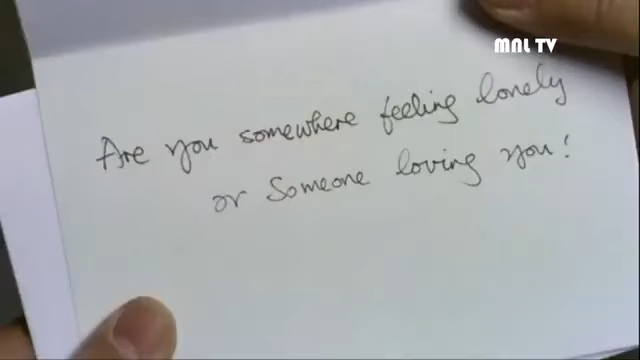 MNL TV
Are you somewhere feeling lonely
or someone loving you!